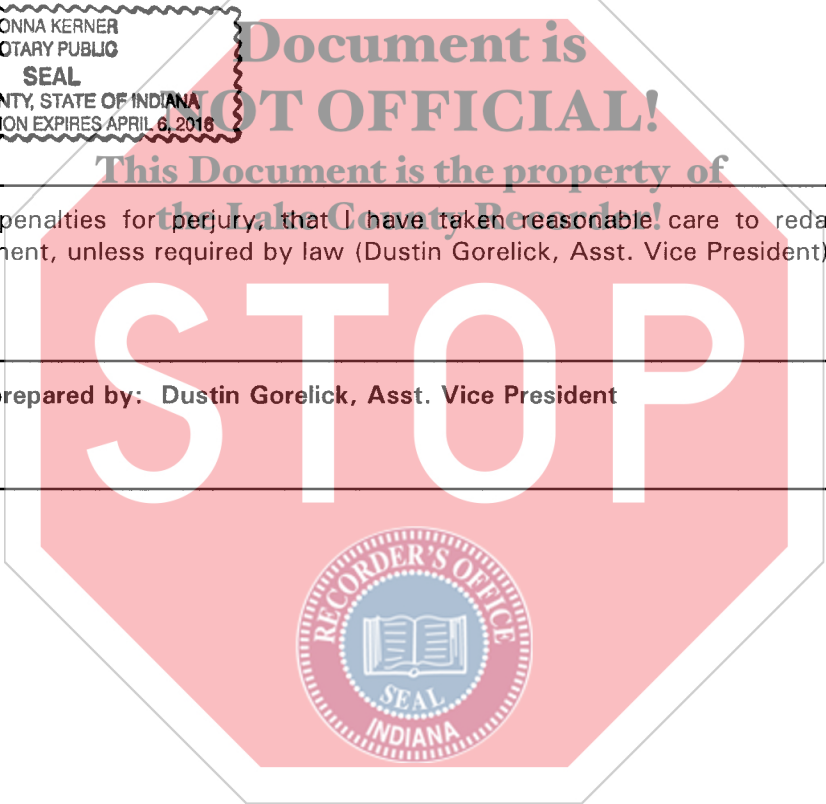 ONNA KERNER
OTARY PUBLIC
SEAL
NTY, STATE OF INDIANA
ION EXPIRES APRIL 6, 2016
Document is
NOT OFFICIAL!
This Document is the property of
the Lake County Recorder!
penalties for perjury, that I have taken reasonable care to reda
ment, unless required by law (Dustin Gorelick, Asst. Vice President)
STOP
prepared by: Dustin Gorelick, Asst. Vice President
RECORDER'S OFFICE
SEAL
INDIANA